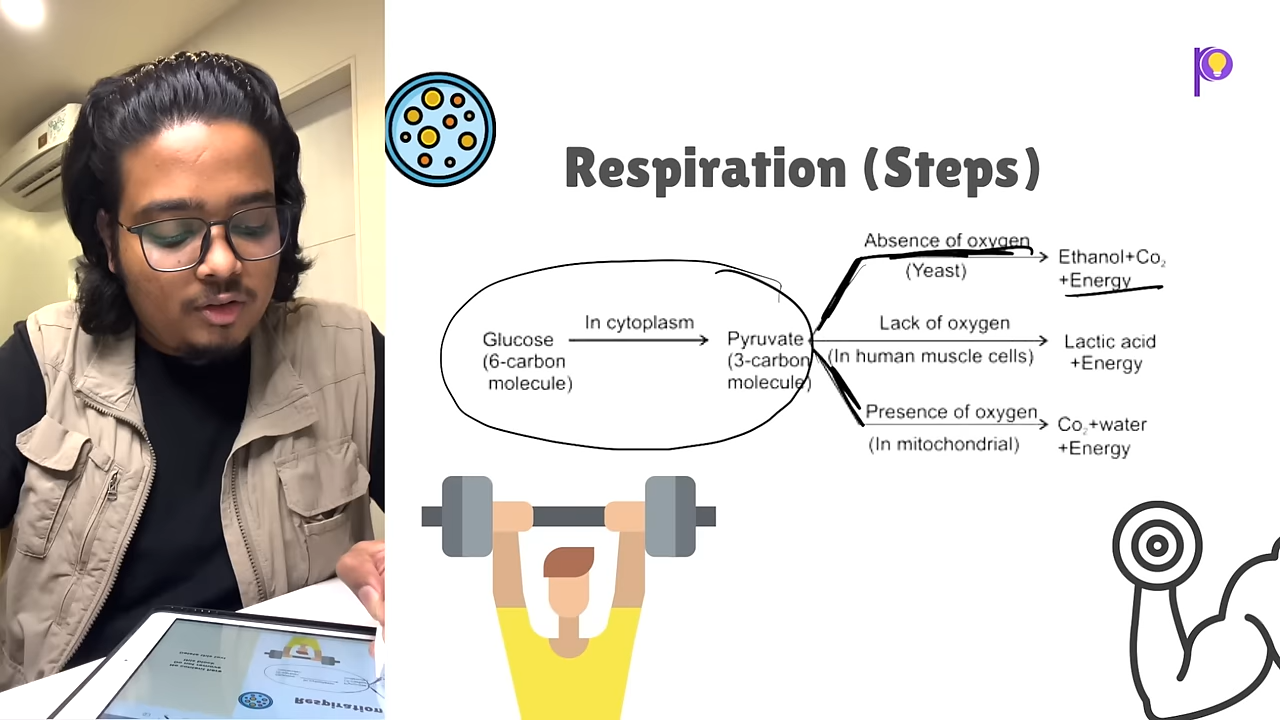 Respiration (Steps)
Absence of oxygen
(Yeast)
Ethanol+Co₂
+Energy
In cytoplasm
Glucose
(6-carbon
molecule)
Pyruvate
(3-carbon
molecule)
Lack of oxygen
(In human muscle cells)
Lactic acid
+Energy
Presence of oxygen
(In mitochondrial)
Co₂+water
+Energy
Respiration